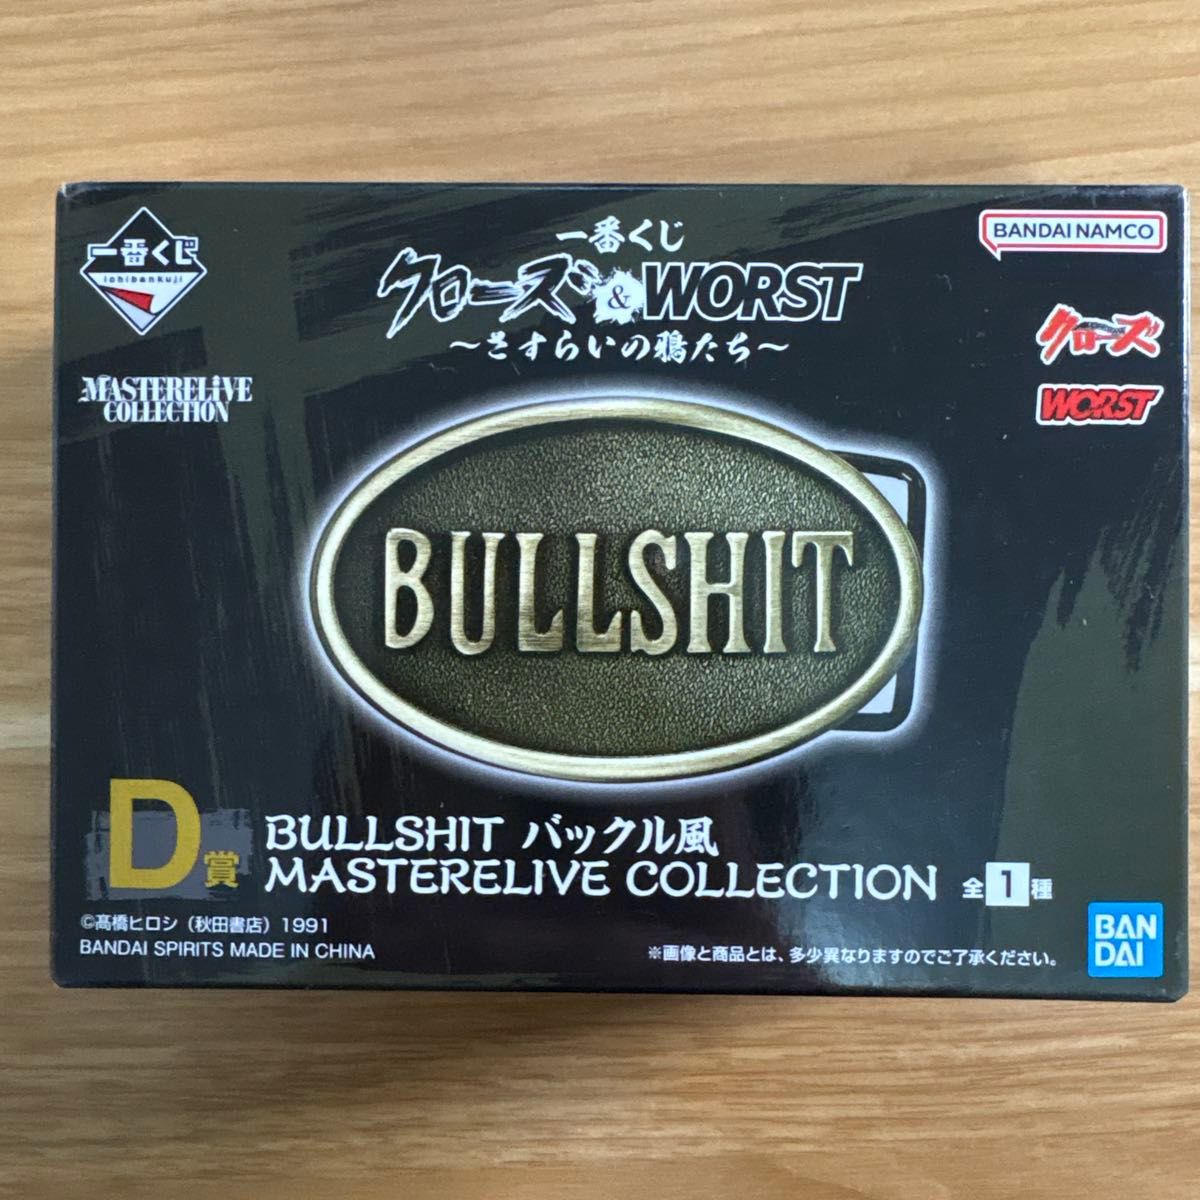 一番くじ
ichibankuji
MASTERELIVE
COLLECTION
一番くじ
クローズ&WORST
～さすらいの鴉たち～
BANDAI NAMCO
クローズ
WORST
BULLSHIT
D賞
BULLSHIT バックル風
MASTERELIVE COLLECTION 全1種
©髙橋ヒロシ（秋田書店）1991
BANDAI SPIRITS MADE IN CHINA
※画像と商品とは、多少異なりますのでご了承ください。
BAN
DAI